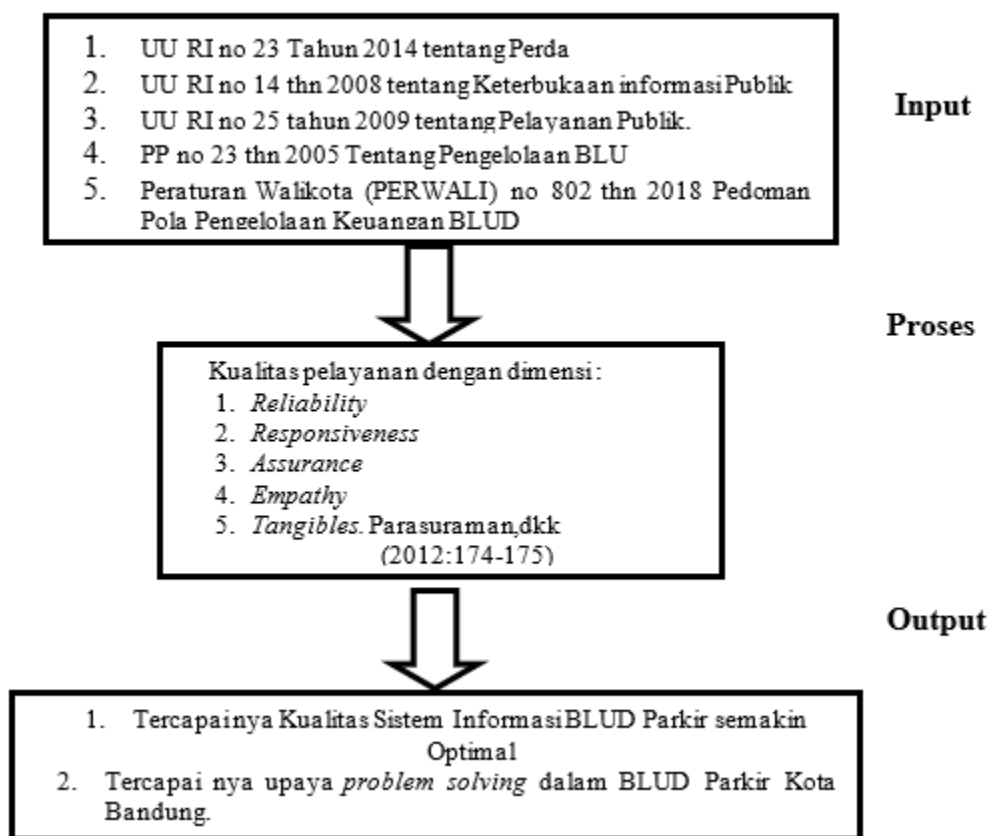 1. UU RI no 23 Tahun 2014 tentang Perda
2. UU RI no 14 thn 2008 tentang Keterbukaan informasi Publik
Input
3. UU RI no 25 tahun 2009 tentang Pelayanan Publik.
4. PP no 23 thn 2005 Tentang Pengelolaan BLU
5. Peraturan Walikota (PERWALI) no 802 thn 2018 Pedoman
Pola Pengelolaan Keuangan BLUD
Proses
Kualitas pelayanan dengan dimensi :
1. Reliability
2. Responsiveness
3. Assurance
4. Empathy
5. Tangibles. Parasuraman,dkk
(2012:174-175)
Output
1. Tercapainya Kualitas Sistem Informasi BLUD Parkir semakin
Optimal
2. Tercapai nya upaya problem solving dalam BLUD Parkir Kota
Bandung.